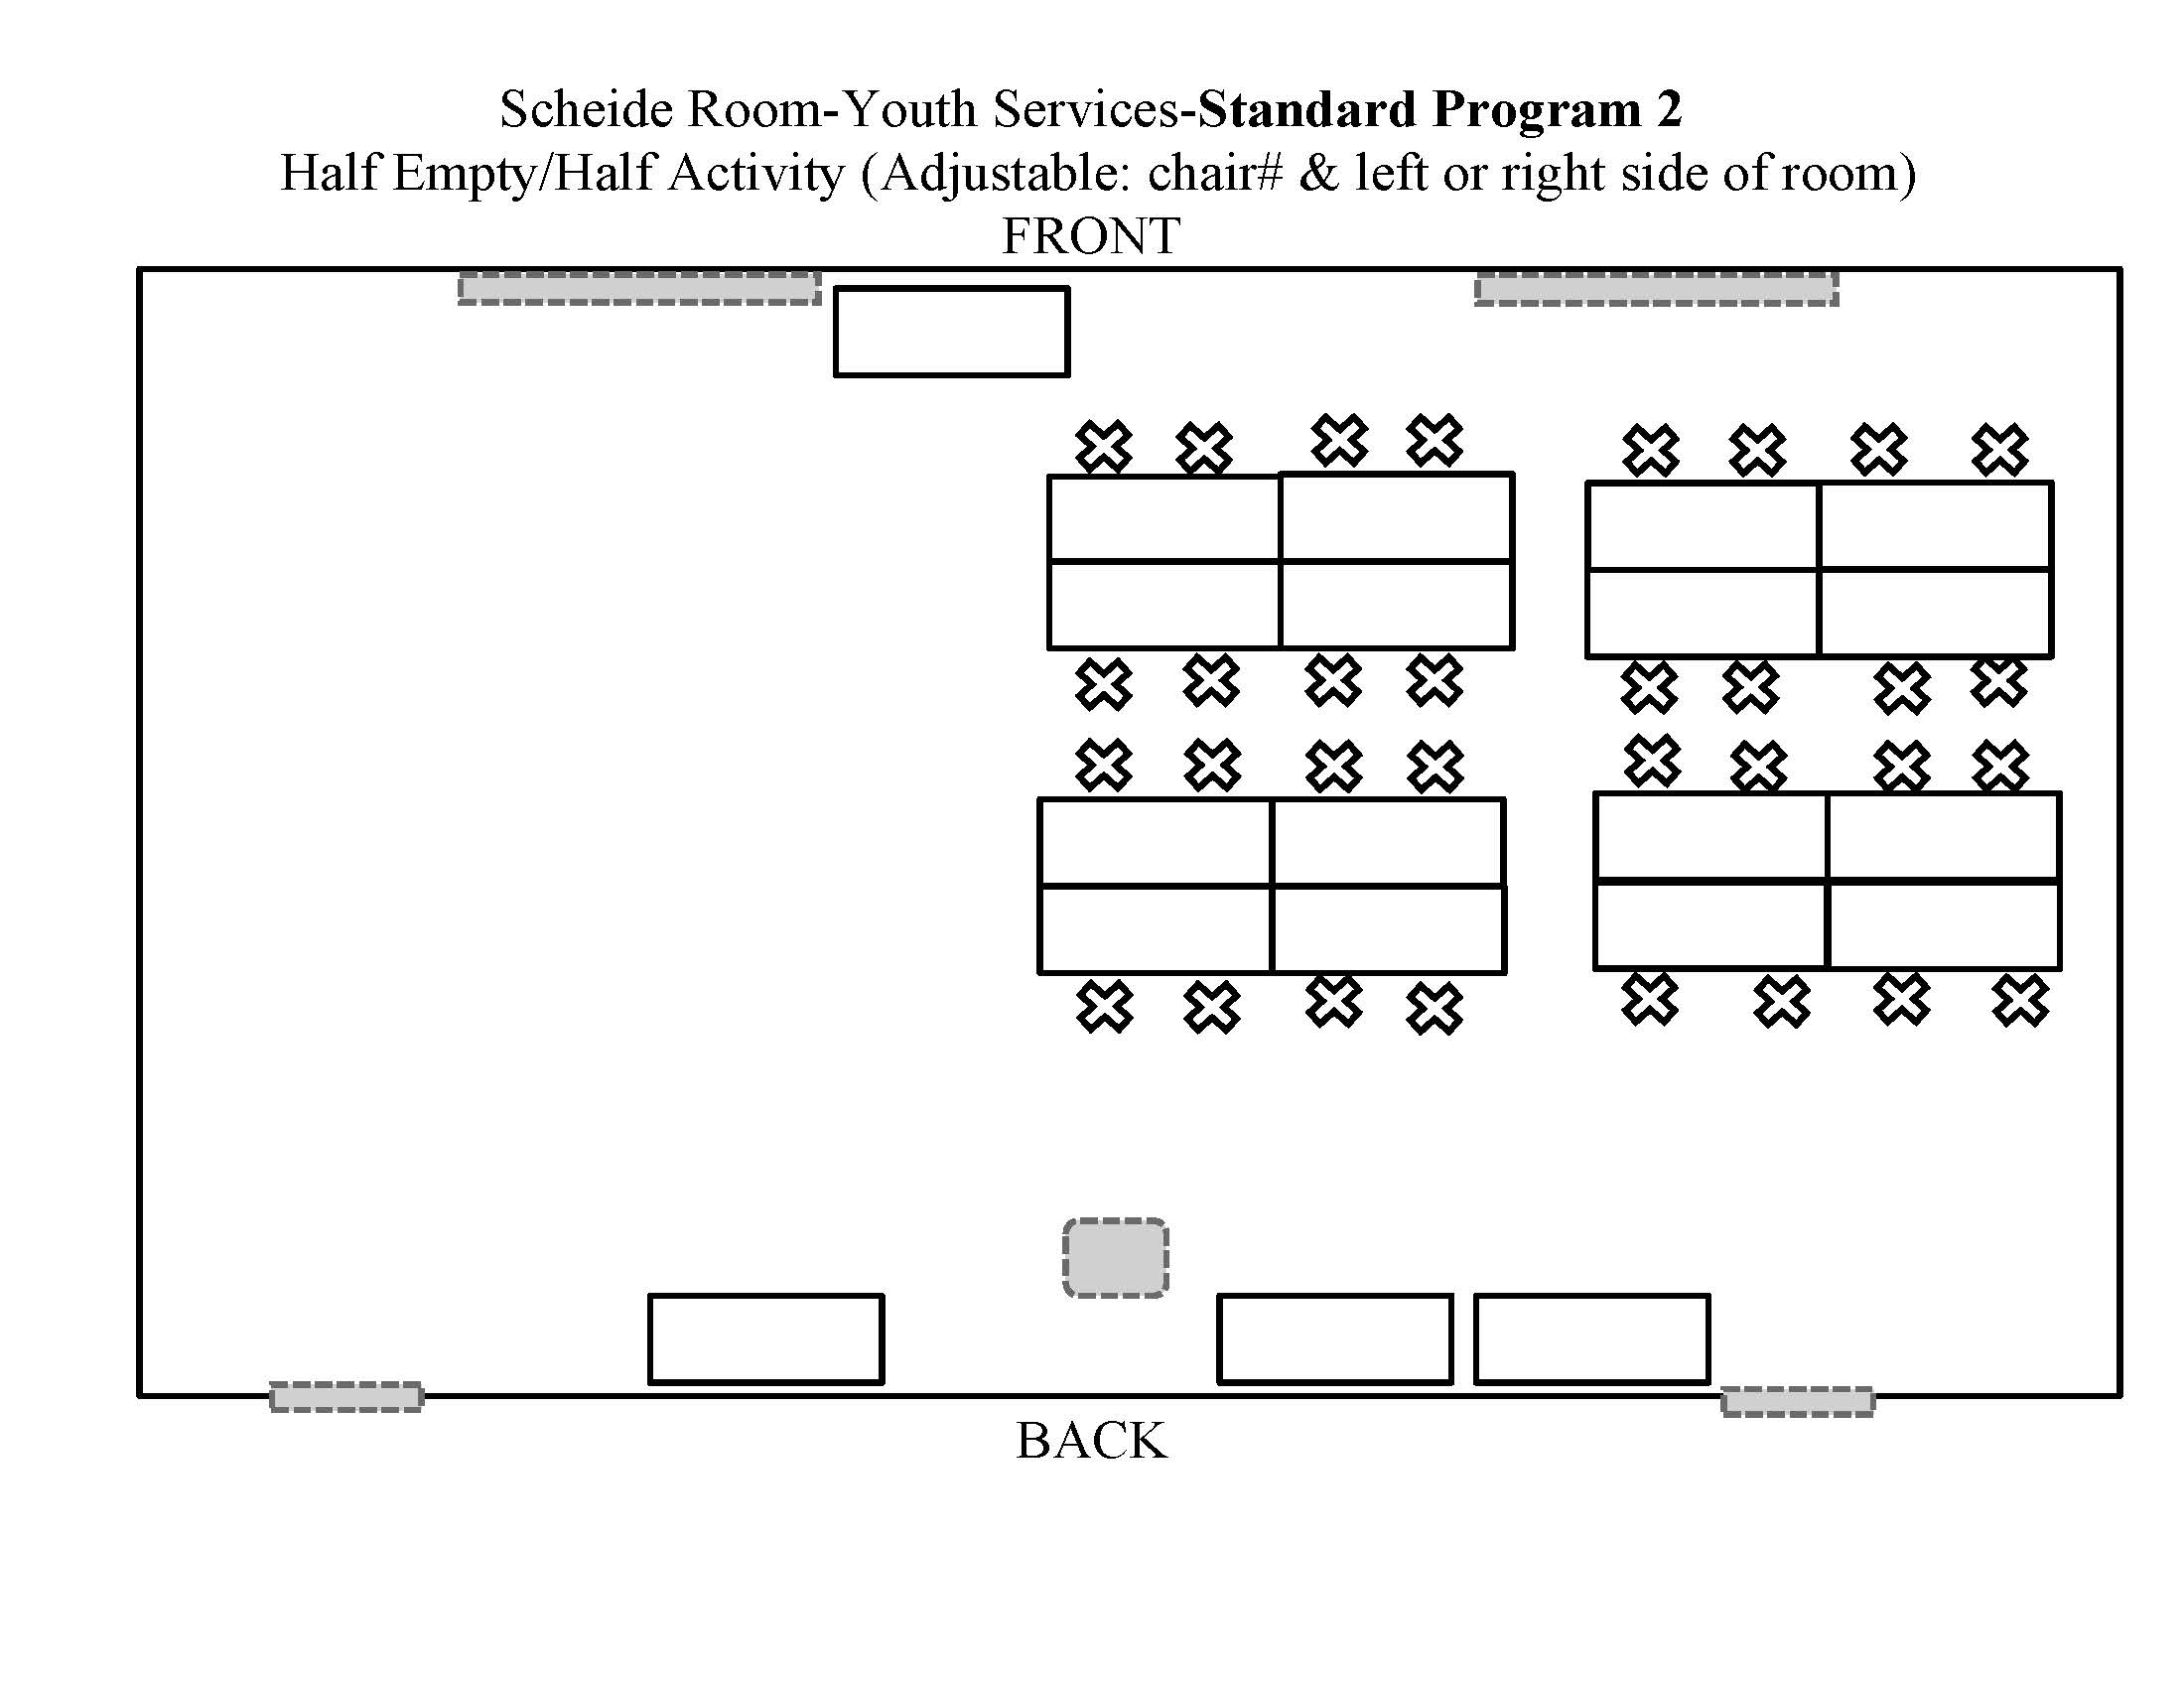 Scheide Room-Youth Services-Standard Program 2
Half Empty/Half Activity (Adjustable: chair# & left or right side of room)
FRONT
BACK